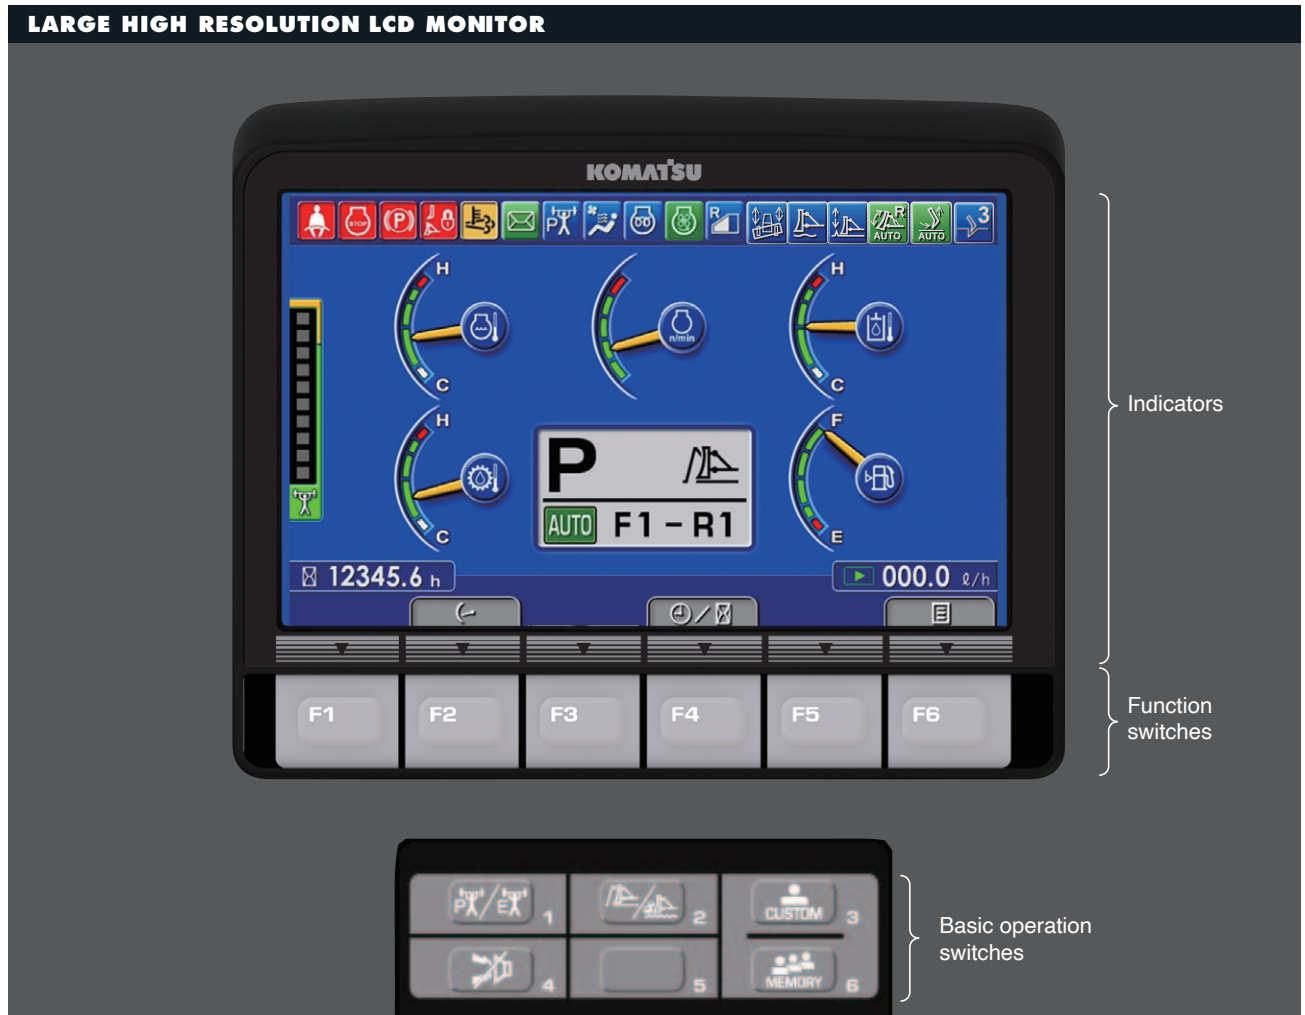 LARGE HIGH RESOLUTION LCD MONITOR
KOMATSU
STOP
P
P
R
R
AUTO
AUTO
3
H
C
n/min
H
C
H
C
P
AUTO F1-R1
F
E
12345.6 h
000.0 ℓ/h
Indicators
F1 F2 F3 F4 F5 F6
Function
switches
P / E 1
2
CUSTOM 3
4
5
MEMORY 6
Basic operation
switches